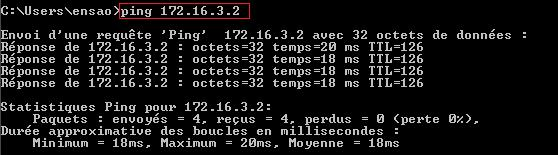 C:\Users\ensao>ping 172.16.3.2
Envoi d'une requête 'Ping'  172.16.3.2 avec 32 octets de données :
Réponse de 172.16.3.2 : octets=32 temps=20 ms TTL=126
Réponse de 172.16.3.2 : octets=32 temps=18 ms TTL=126
Réponse de 172.16.3.2 : octets=32 temps=18 ms TTL=126
Réponse de 172.16.3.2 : octets=32 temps=18 ms TTL=126
Statistiques Ping pour 172.16.3.2:
Paquets : envoyés = 4, reçus = 4, perdus = 0 (perte 0%),
Durée approximative des boucles en millisecondes :
Minimum = 18ms, Maximum = 20ms, Moyenne = 18ms